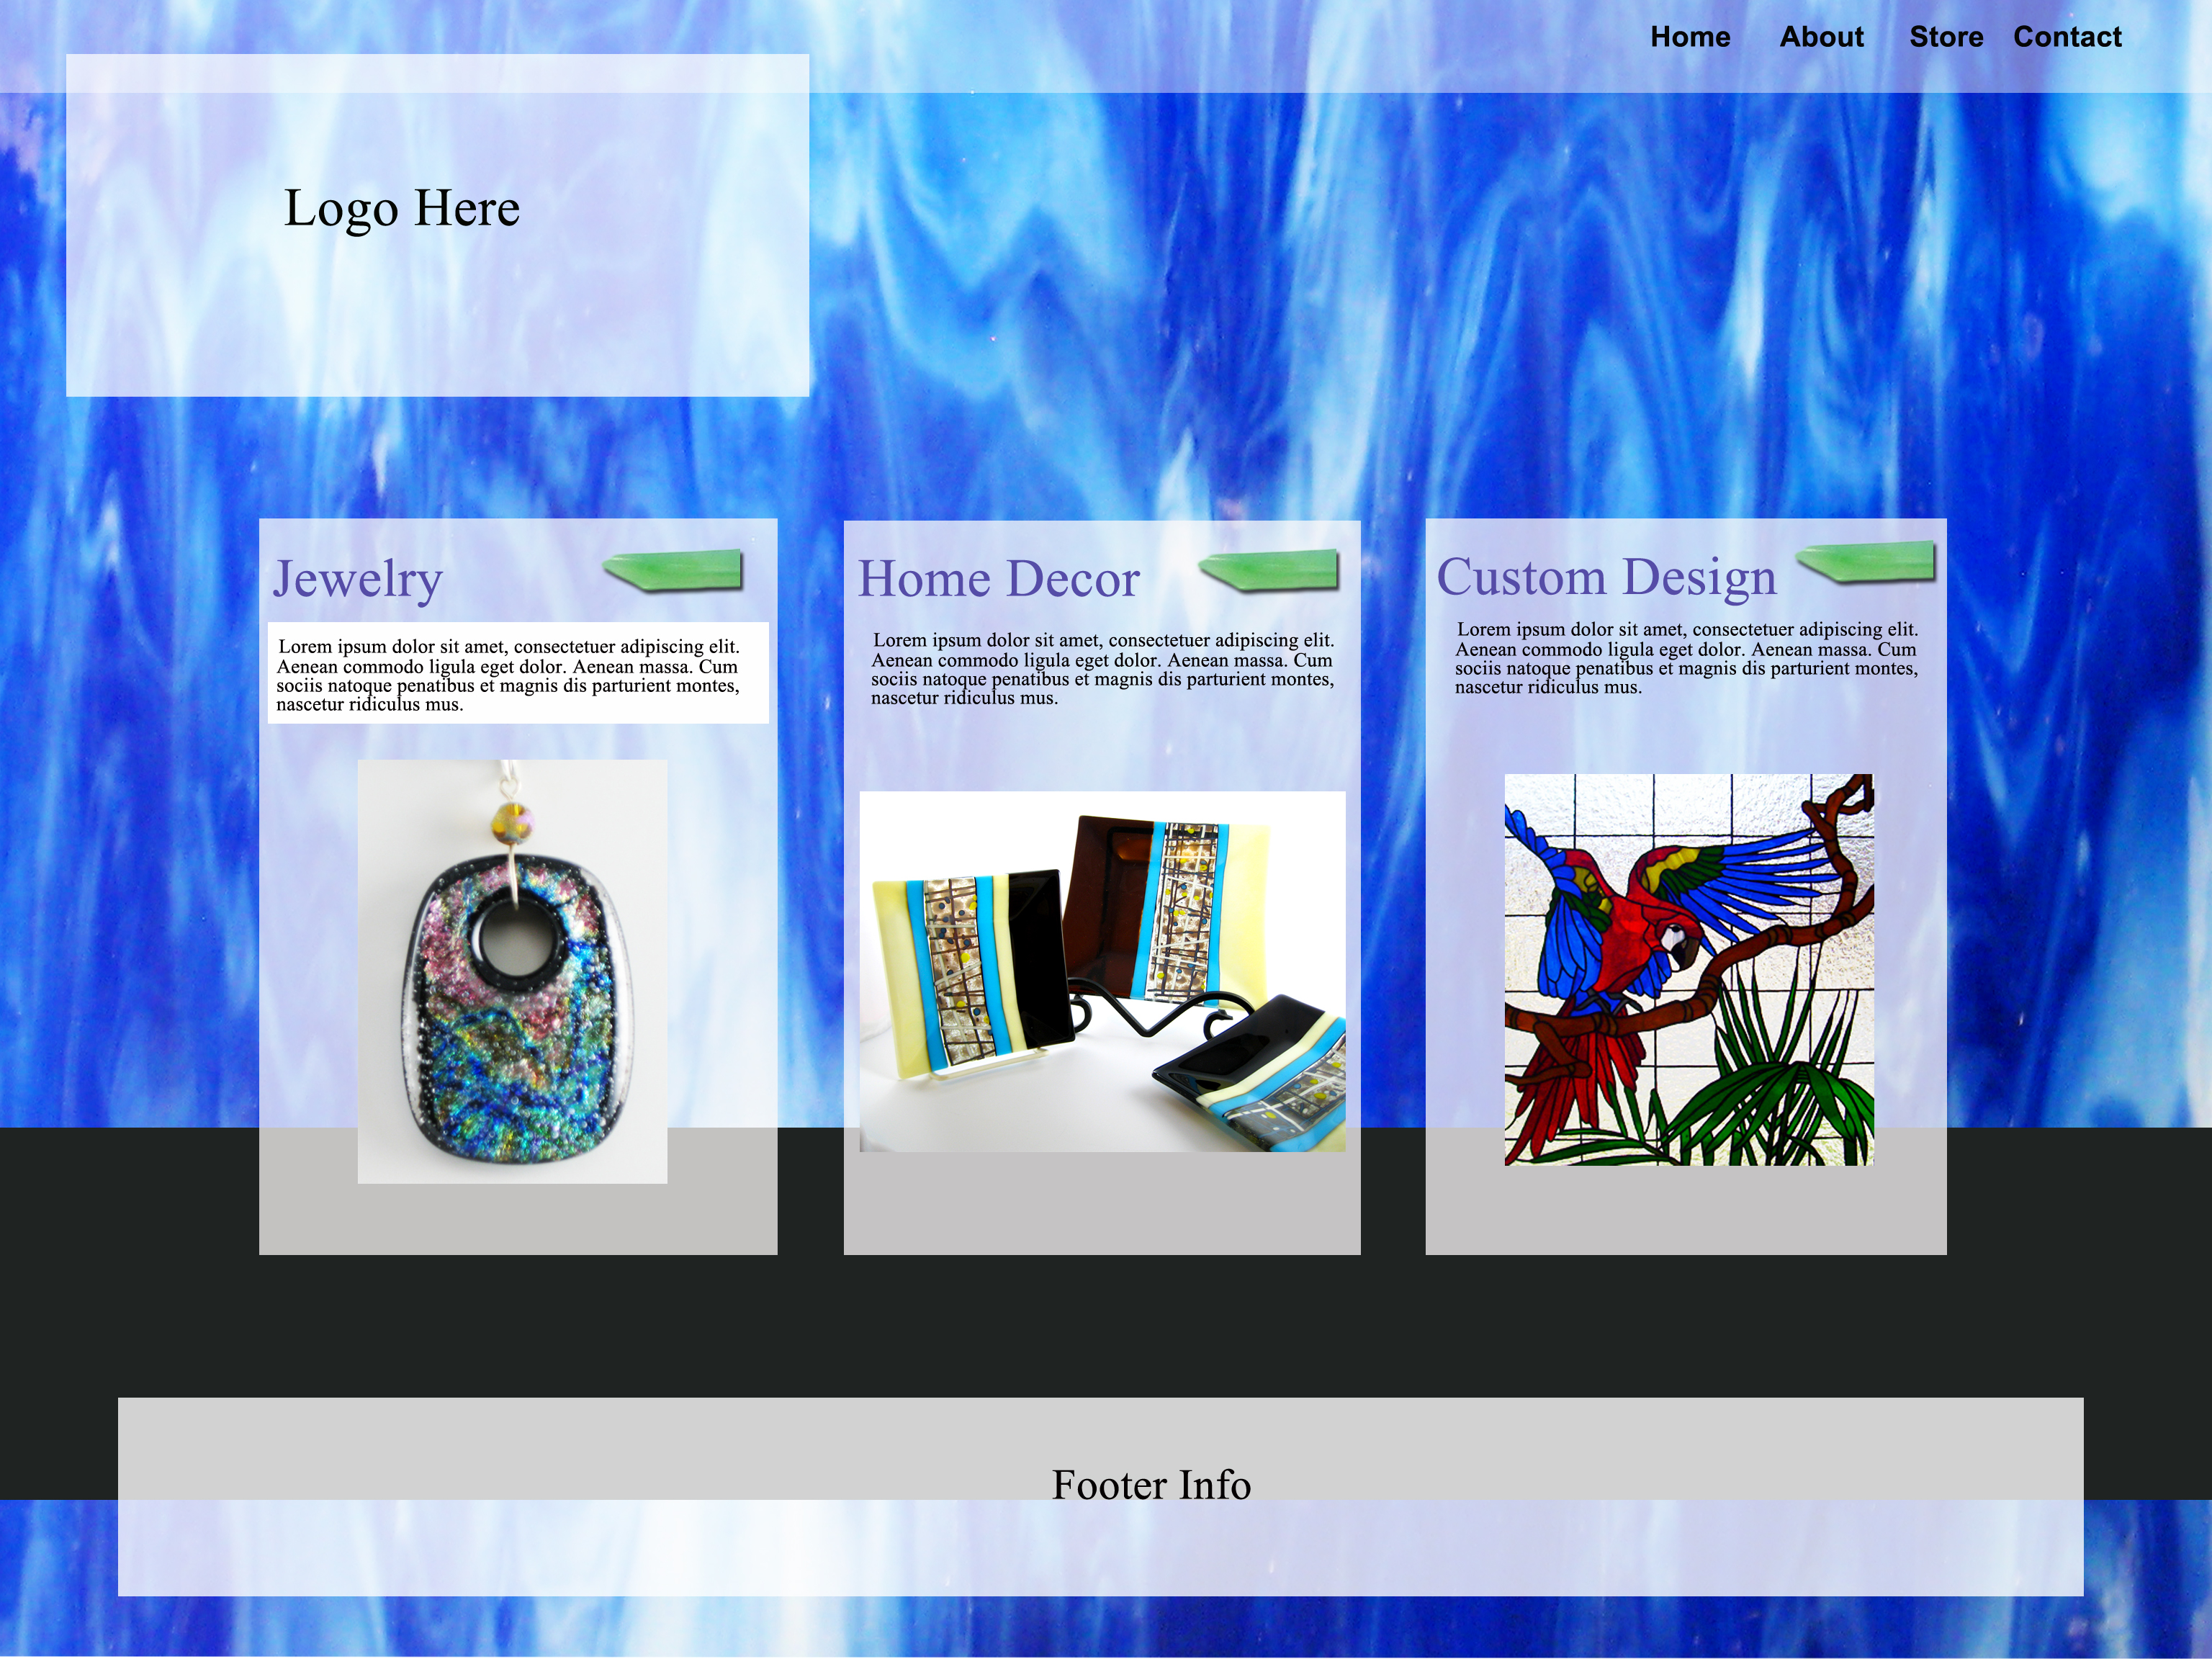 Home About Store Contact
Logo Here
Jewelry
Lorem ipsum dolor sit amet, consectetuer adipiscing elit.
Aenean commodo ligula eget dolor. Aenean massa. Cum
sociis natoque penatibus et magnis dis parturient montes,
nascetur ridiculus mus.
Home Decor
Lorem ipsum dolor sit amet, consectetuer adipiscing elit.
Aenean commodo ligula eget dolor. Aenean massa. Cum
sociis natoque penatibus et magnis dis parturient montes,
nascetur ridiculus mus.
Custom Design
Lorem ipsum dolor sit amet, consectetuer adipiscing elit.
Aenean commodo ligula eget dolor. Aenean massa. Cum
sociis natoque penatibus et magnis dis parturient montes,
nascetur ridiculus mus.
Footer Info